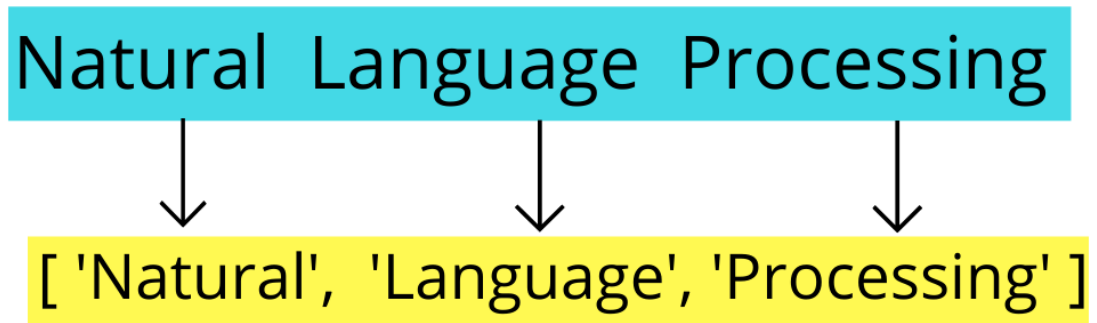 Natural Language Processing
[ 'Natural', 'Language', 'Processing' ]